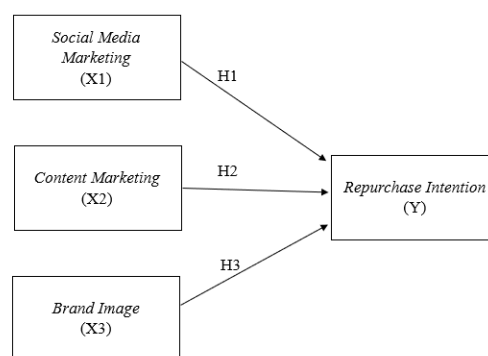 Social Media
Marketing
(X1)
H1
Content Marketing
(X2)
H2
Repurchase Intention
(Y)
H3
Brand Image
(X3)